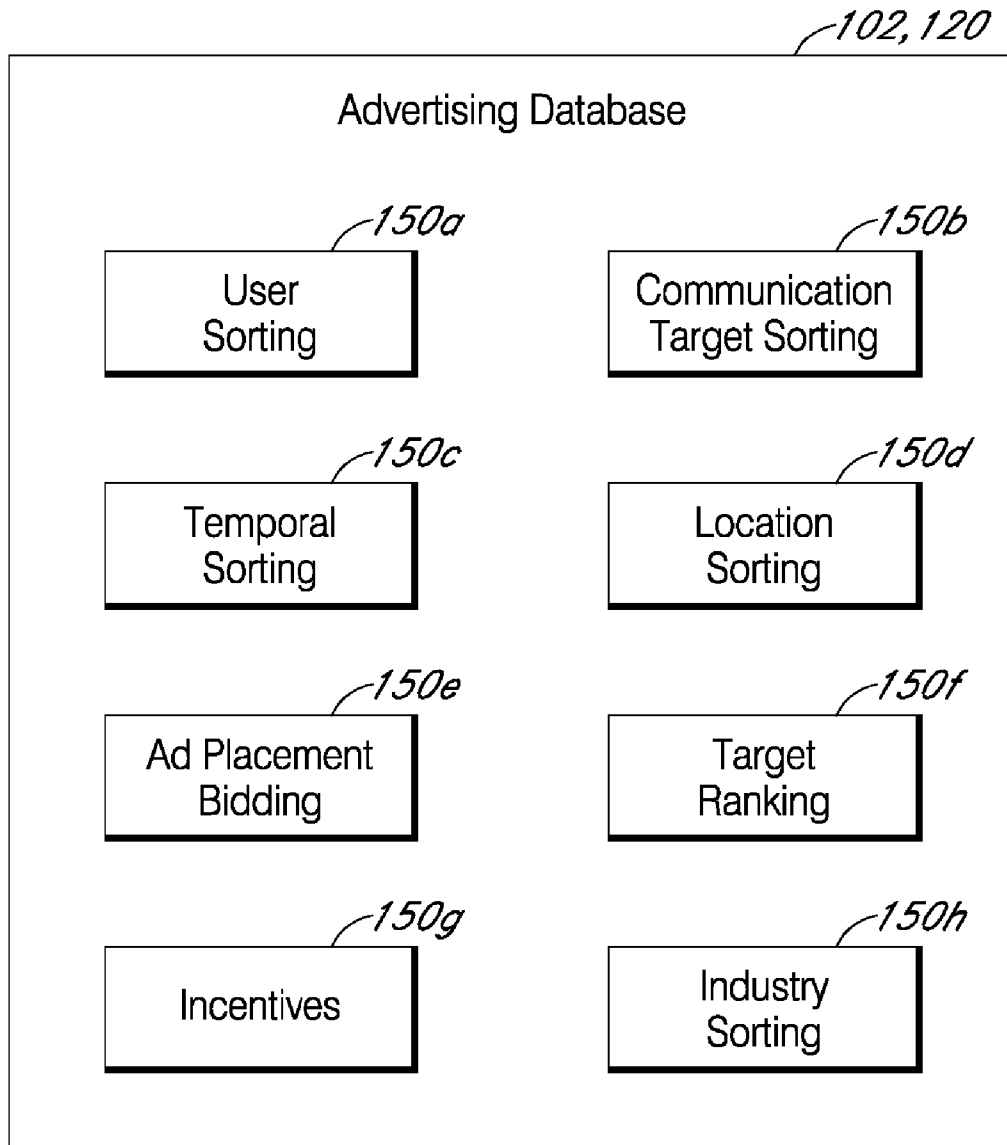 102, 120
Advertising Database
150a
User
Sorting
150b
Communication
Target Sorting
150c
Temporal
Sorting
150d
Location
Sorting
150e
Ad Placement
Bidding
150f
Target
Ranking
150g
Incentives
150h
Industry
Sorting